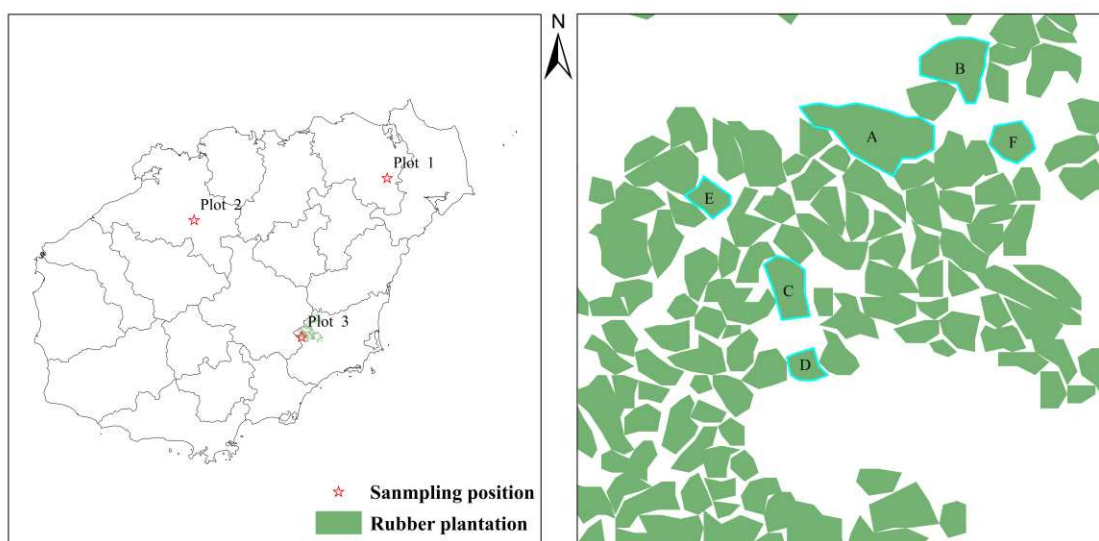 N
Plot 1
Plot 2
Plot 3
Sanmpling position
Rubber plantation
B
A
F
E
C
D